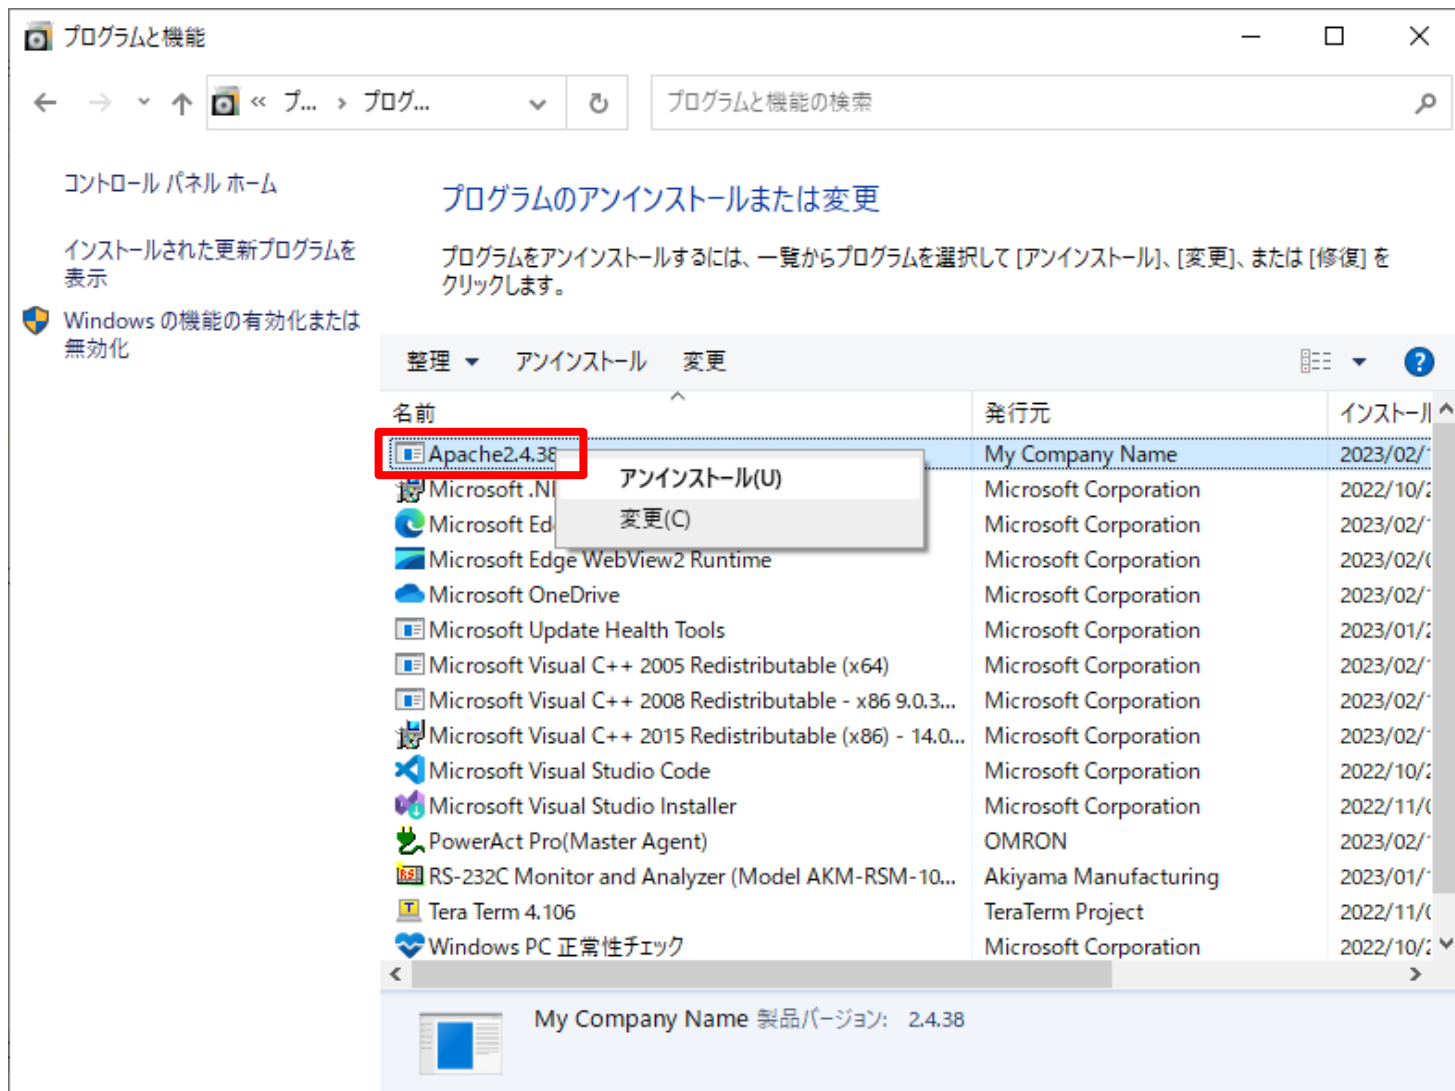 プログラムと機能
« プ... › プログ...
プログラムと機能の検索
コントロール パネル ホーム
インストールされた更新プログラムを
表示
Windows の機能の有効化または
無効化
プログラムのアンインストールまたは変更
プログラムをアンインストールするには、一覧からプログラムを選択して [アンインストール]、[変更]、または [修復] を
クリックします。
整理 アンインストール 変更 ?
名前 発行元 インストール
Apache2.4.38 My Company Name 2023/02/
アンインストール(U)
変更(C)
Microsoft .N Microsoft Corporation 2022/10/2
Microsoft Ed Microsoft Corporation 2023/02/
Microsoft Edge WebView2 Runtime Microsoft Corporation 2023/02/0
Microsoft OneDrive Microsoft Corporation 2023/02/
Microsoft Update Health Tools Microsoft Corporation 2023/01/2
Microsoft Visual C++ 2005 Redistributable (x64) Microsoft Corporation 2023/02/
Microsoft Visual C++ 2008 Redistributable - x86 9.0.3... Microsoft Corporation 2023/02/
Microsoft Visual C++ 2015 Redistributable (x86) - 14.0... Microsoft Corporation 2023/02/
Microsoft Visual Studio Code Microsoft Corporation 2022/10/2
Microsoft Visual Studio Installer Microsoft Corporation 2022/11/0
PowerAct Pro(Master Agent) OMRON 2023/02/
RS-232C Monitor and Analyzer (Model AKM-RSM-10... Akiyama Manufacturing 2023/01/
Tera Term 4.106 TeraTerm Project 2022/11/0
Windows PC 正常性チェック Microsoft Corporation 2022/10/2
My Company Name 製品バージョン: 2.4.38